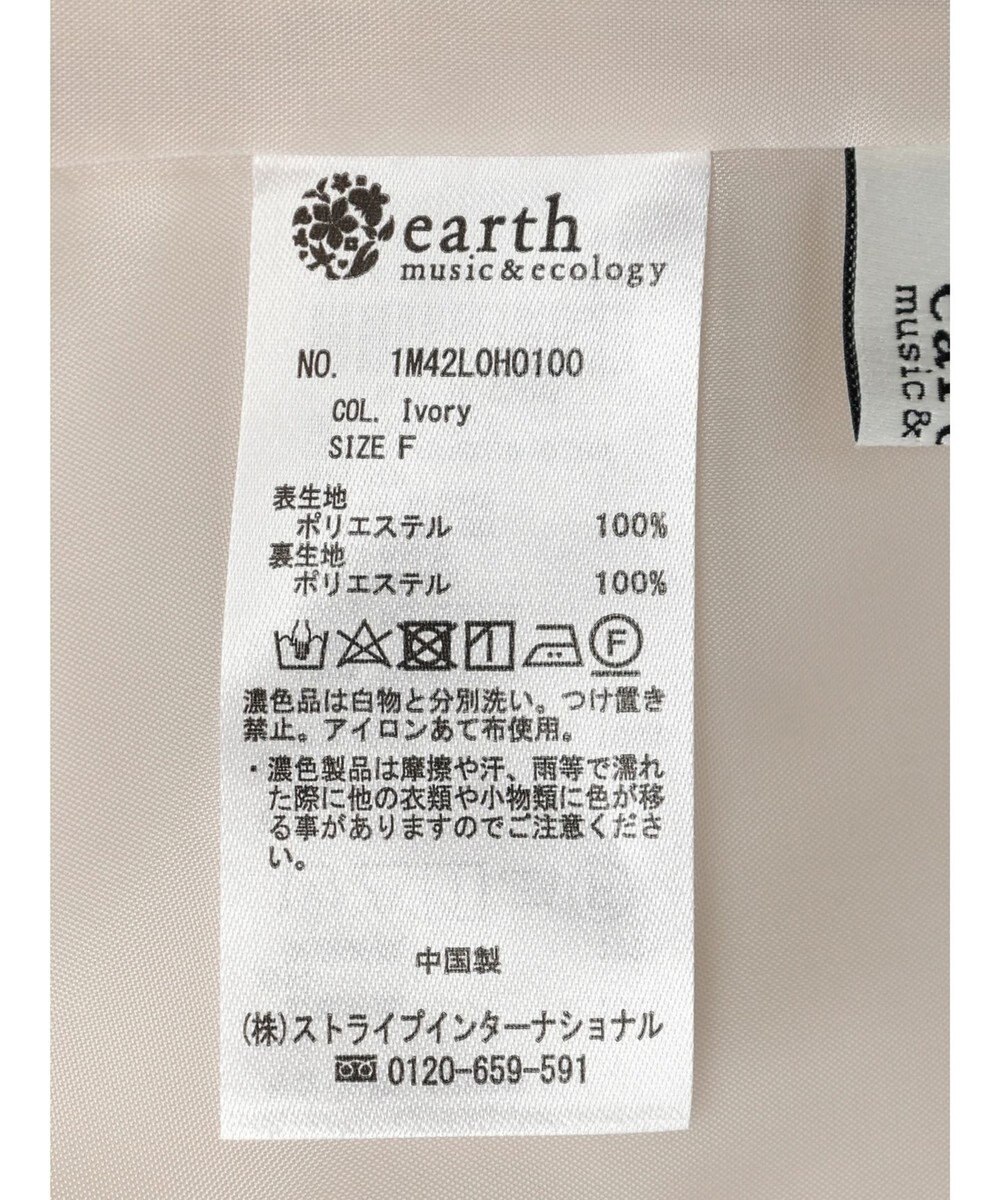 earth
music&ecology
NO. 1M42L0H0100
COL. Ivory
SIZE F
表生地
ポリエステル 100%
裏生地
ポリエステル 100%
F
濃色品は白物と分別洗い。つけ置き
禁止。アイロンあて布使用。
・濃色製品は摩擦や汗、雨等で濡れ
た際に他の衣類や小物類に色が移
る事がありますのでご注意くださ
い。
中国製
(株)ストライプインターナショナル
0120-659-591
music&